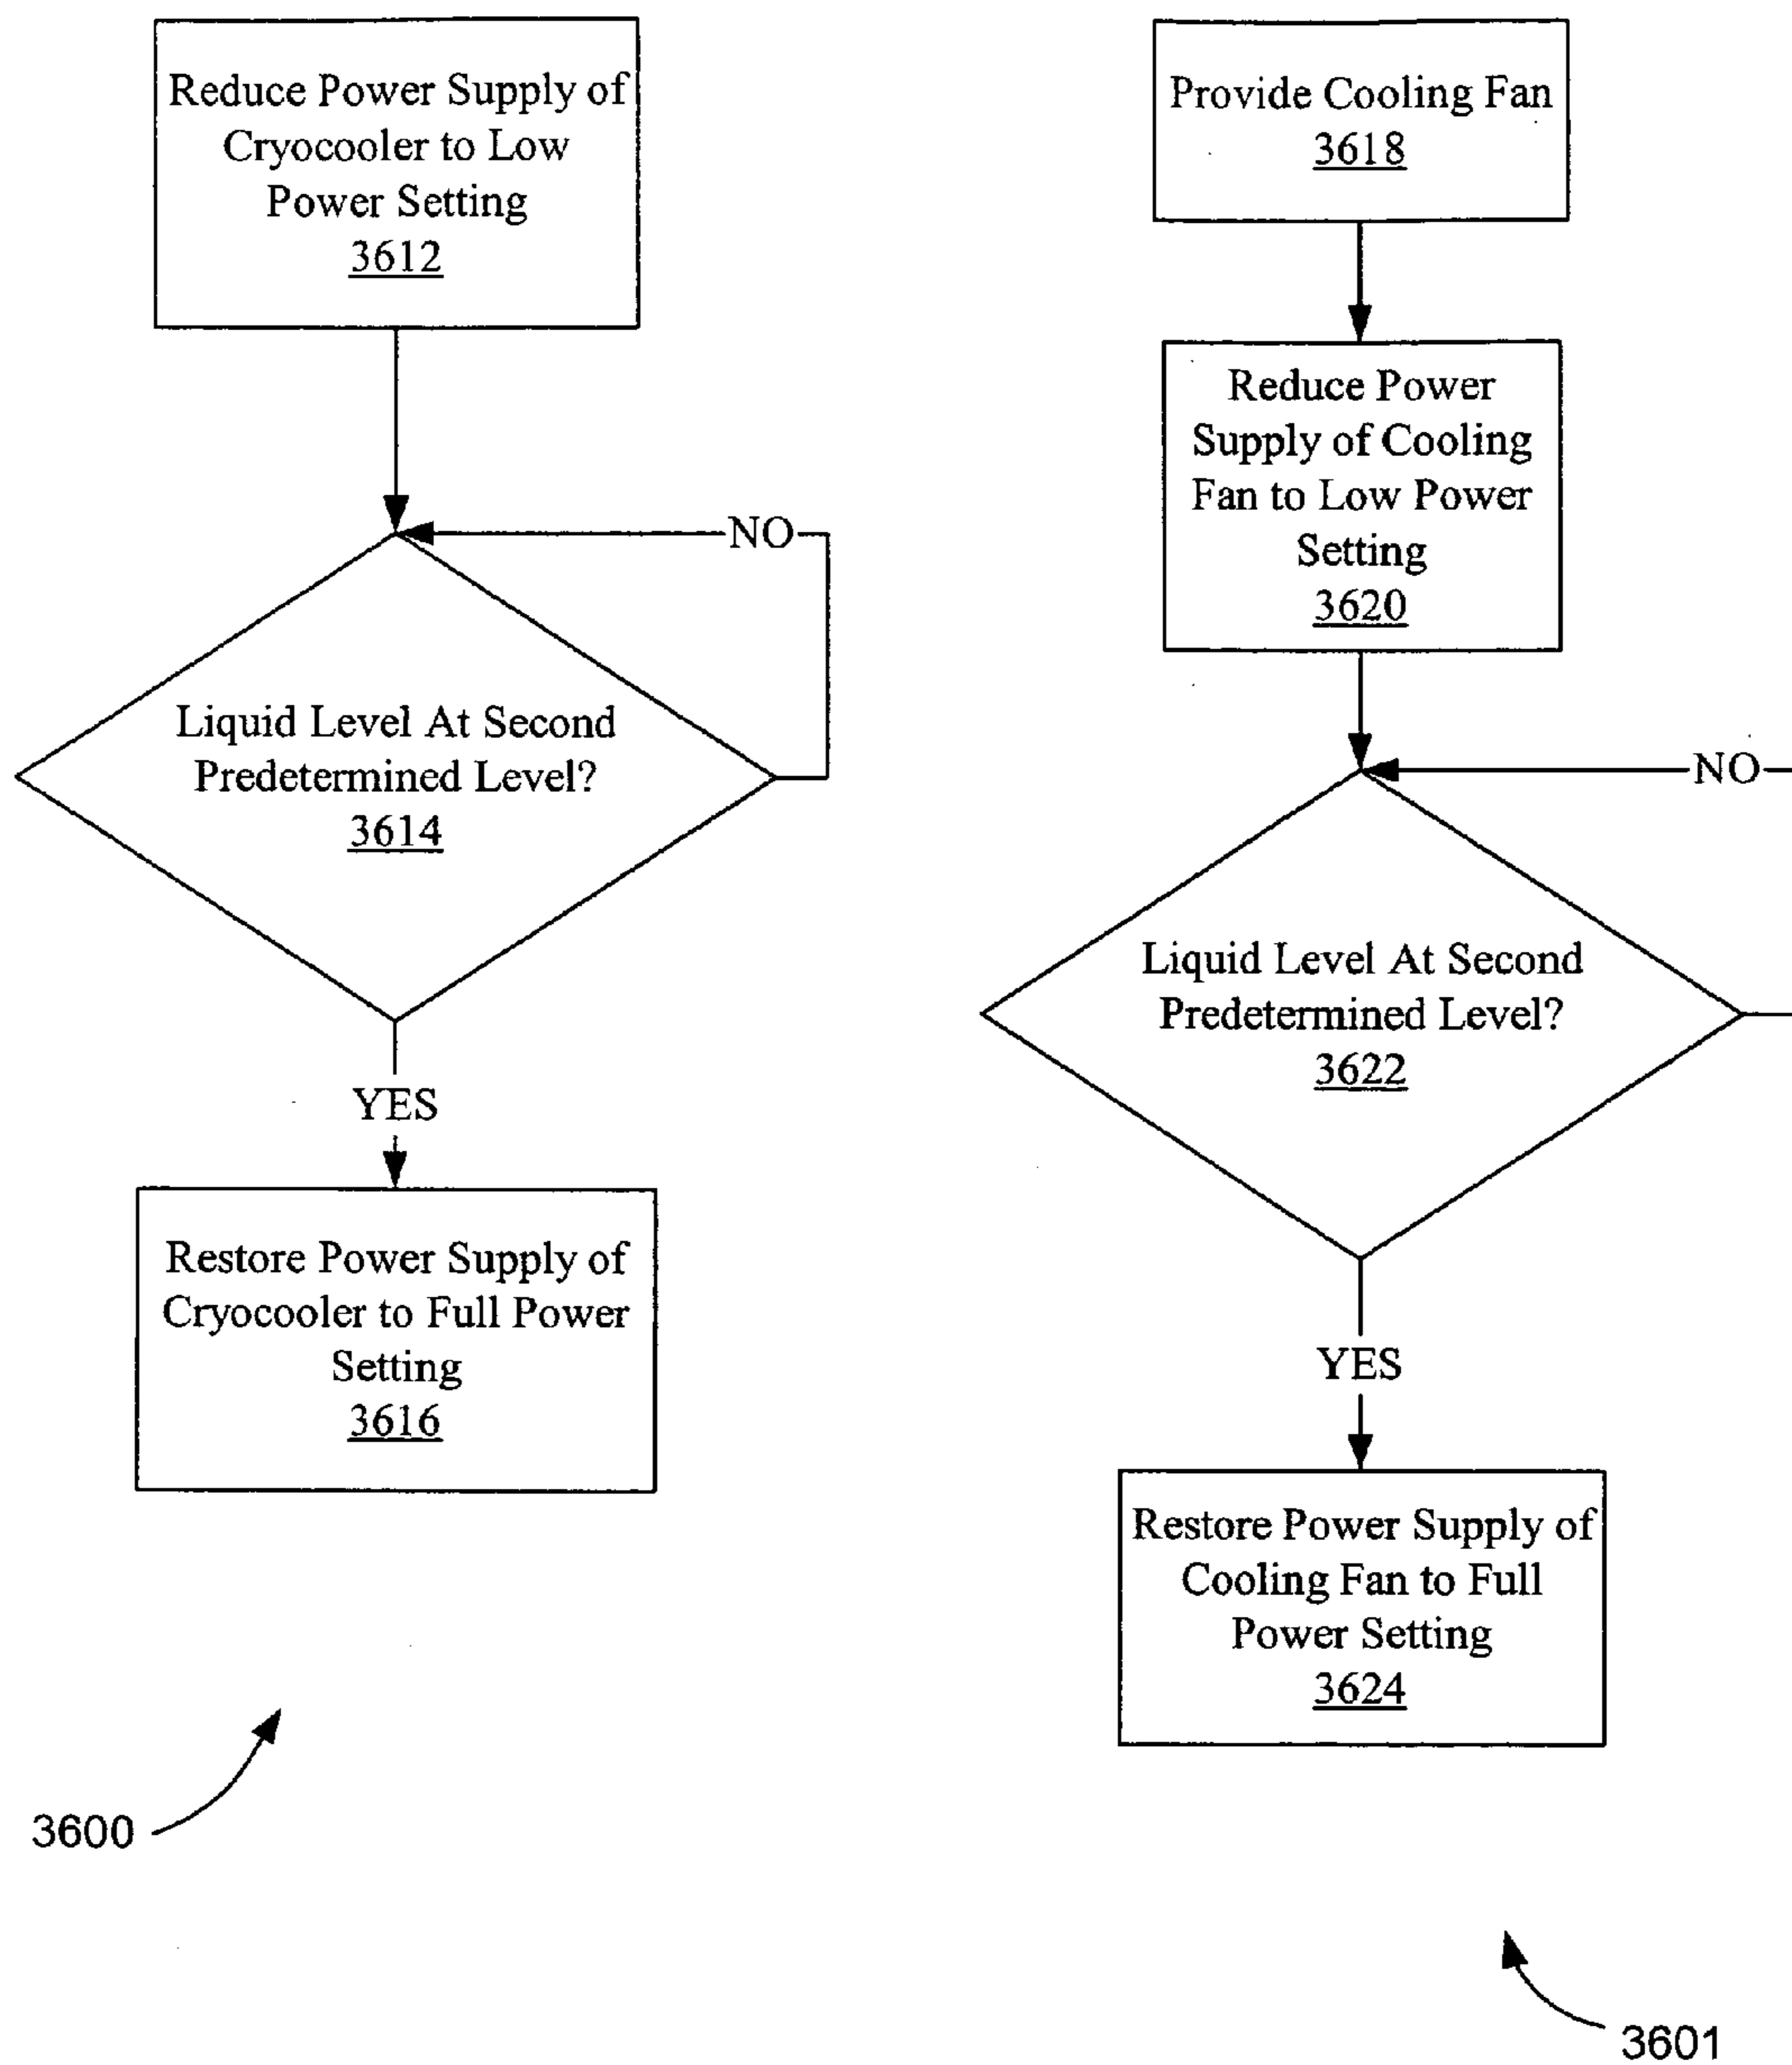 Reduce Power Supply of
Cryocooler to Low
Power Setting
3612
NO
Liquid Level At Second
Predetermined Level?
3614
YES
Restore Power Supply of
Cryocooler to Full Power
Setting
3616
3600
Provide Cooling Fan
3618
Reduce Power
Supply of Cooling
Fan to Low Power
Setting
3620
NO
Liquid Level At Second
Predetermined Level?
3622
YES
Restore Power Supply of
Cooling Fan to Full
Power Setting
3624
3601